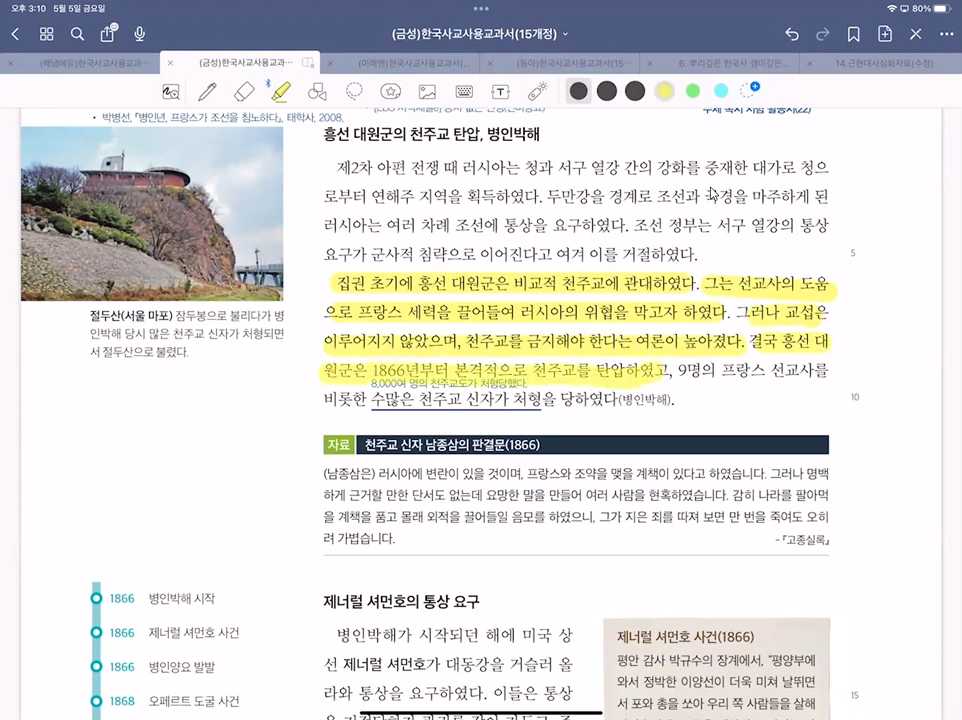 오후 3:10 5월 5일 금요일
80%
(금성)한국사교사용교과서(15개정)
(해냄에듀)한국사교사용교과···
(금성)한국사교사용교과···
(미래엔)한국사교사용교과서(···
(동아)한국사교사용교과서(15···
6. 뿌리깊은 한국사 샘이깊은···
14.근현대사심화자료(수정)
• 박병선, 『병인년, 프랑스가 조선을 침노하다』, 태학사, 2008.
흥선 대원군의 천주교 탄압, 병인박해
제2차 아편 전쟁 때 러시아는 청과 서구 열강 간의 강화를 중재한 대가로 청으
로부터 연해주 지역을 획득하였다. 두만강을 경계로 조선과 국경을 마주하게 된
러시아는 여러 차례 조선에 통상을 요구하였다. 조선 정부는 서구 열강의 통상
요구가 군사적 침략으로 이어진다고 여겨 이를 거절하였다.
5
집권 초기에 흥선 대원군은 비교적 천주교에 관대하였다. 그는 선교사의 도움
으로 프랑스 세력을 끌어들여 러시아의 위협을 막고자 하였다. 그러나 교섭은
이루어지지 않았으며, 천주교를 금지해야 한다는 여론이 높아졌다. 결국 흥선 대
원군은 1866년부터 본격적으로 천주교를 탄압하였고, 9명의 프랑스 선교사를
8,000여 명의 천주교도가 처형당했다.
비롯한 수많은 천주교 신자가 처형을 당하였다(병인박해).
10
절두산(서울 마포) 잠두봉으로 불리다가 병
인박해 당시 많은 천주교 신자가 처형되면
서 절두산으로 불렸다.
자료 천주교 신자 남종삼의 판결문(1866)
(남종삼은) 러시아에 변란이 있을 것이며, 프랑스와 조약을 맺을 계책이 있다고 하였습니다. 그러나 명백
하게 근거할 만한 단서도 없는데 요망한 말을 만들어 여러 사람을 현혹하였습니다. 감히 나라를 팔아먹
을 계책을 품고 몰래 외적을 끌어들일 음모를 하였으니, 그가 지은 죄를 따져 보면 만 번을 죽여도 오히
려 가볍습니다.
-『고종실록』
1866 병인박해 시작
1866 제너럴 셔먼호 사건
1866 병인양요 발발
1868 오페르트 도굴 사건
제너럴 셔먼호의 통상 요구
병인박해가 시작되던 해에 미국 상
선 제너럴 셔먼호가 대동강을 거슬러 올
라와 통상을 요구하였다. 이들은 통상
제너럴 셔먼호 사건(1866)
평안 감사 박규수의 장계에서, "평양부에
와서 정박한 이양선이 더욱 미쳐 날뛰면
서 포와 총을 쏘아 우리 쪽 사람들을 살해
15